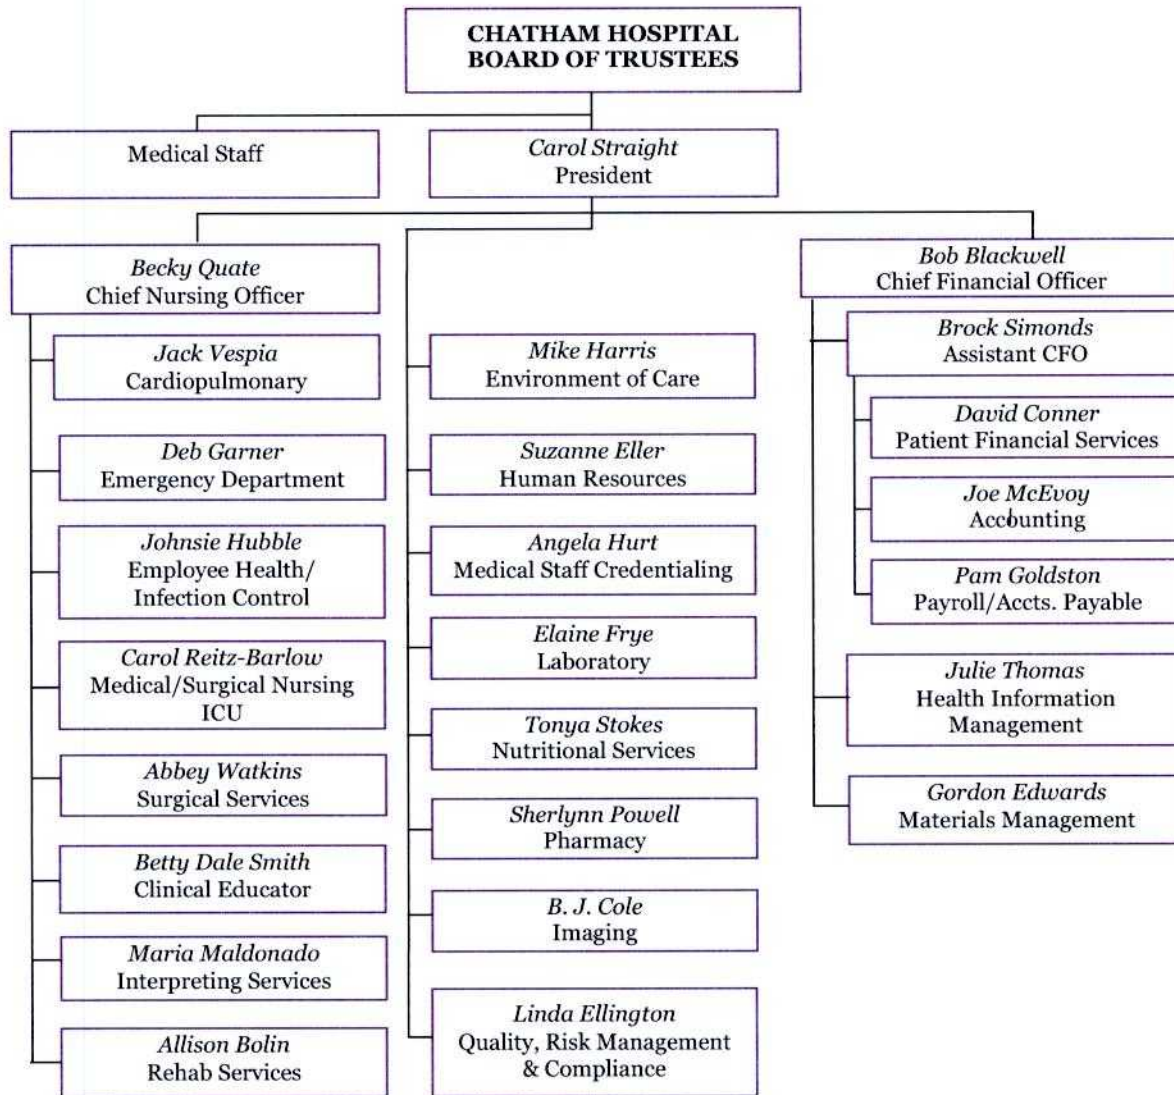 CHATHAM HOSPITAL
BOARD OF TRUSTEES
Medical Staff
Carol Straight
President
Becky Quate
Chief Nursing Officer
Jack Vespia
Cardiopulmonary
Deb Garner
Emergency Department
Johnsie Hubble
Employee Health/
Infection Control
Carol Reitz-Barlow
Medical/Surgical Nursing
ICU
Abbey Watkins
Surgical Services
Betty Dale Smith
Clinical Educator
Maria Maldonado
Interpreting Services
Allison Bolin
Rehab Services
Mike Harris
Environment of Care
Suzanne Eller
Human Resources
Angela Hurt
Medical Staff Credentialing
Elaine Frye
Laboratory
Tonya Stokes
Nutritional Services
Sherlynn Powell
Pharmacy
B. J. Cole
Imaging
Linda Ellington
Quality, Risk Management
& Compliance
Bob Blackwell
Chief Financial Officer
Brock Simonds
Assistant CFO
David Conner
Patient Financial Services
Joe McEvoy
Accounting
Pam Goldston
Payroll/Accts. Payable
Julie Thomas
Health Information
Management
Gordon Edwards
Materials Management